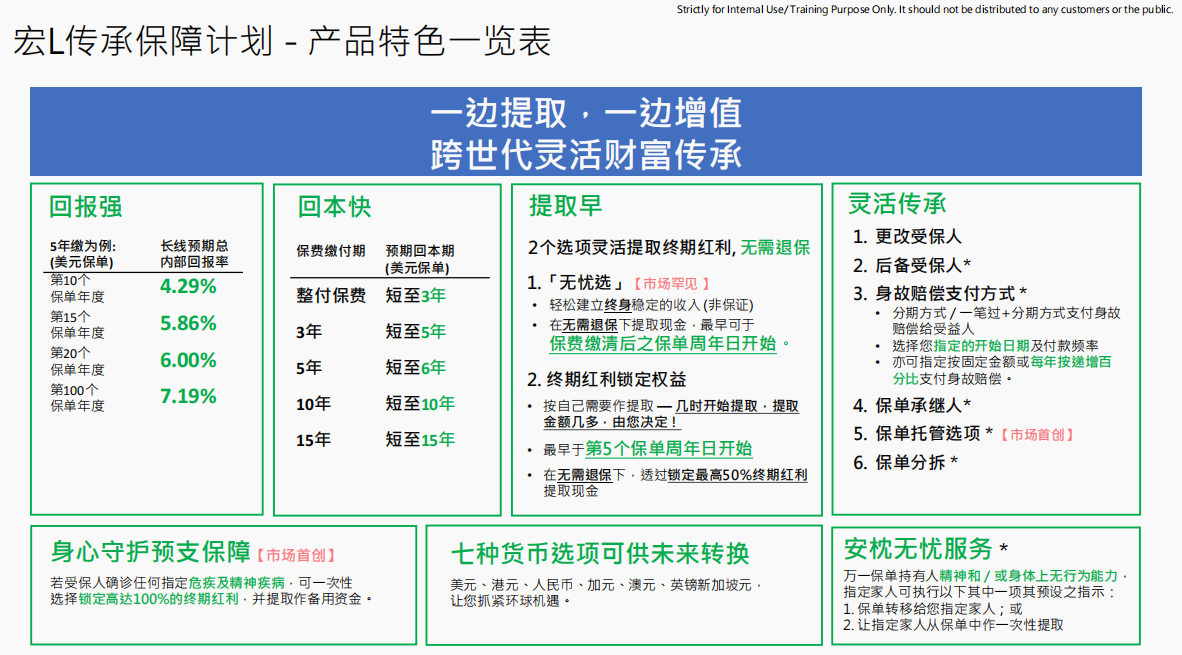 Strictly for Internal Use/ Training Purpose Only. It should not be distributed to any customers or the public.
宏L传承保障计划 - 产品特色一览表
一边提取，一边增值
跨世代灵活财富传承
回报强
5年缴为例:
(美元保单)
长线预期总
内部回报率
第10个
保单年度
4.29%
第15个
保单年度
5.86%
第20个
保单年度
6.00%
第100个
保单年度
7.19%
回本快
保费缴付期
预期回本期
(美元保单)
整付保费 短至3年
3年 短至5年
5年 短至6年
10年 短至10年
15年 短至15年
提取早
2个选项灵活提取终期红利, 无需退保
1.「无忧选」【市场罕见 】
• 轻松建立终身稳定的收入 (非保证)
• 在无需退保下提取现金，最早可于
保费缴清后之保单周年日开始。
2. 终期红利锁定权益
• 按自己需要作提取 — 几时开始提取，提取
金额几多，由您决定！
• 最早于第5个保单周年日开始
• 在无需退保下，透过锁定最高50%终期红利
提取现金
灵活传承
1. 更改受保人
2. 后备受保人*
3. 身故赔偿支付方式 *
• 分期方式 / 一笔过+分期方式支付身故
赔偿给受益人
• 选择您指定的开始日期及付款频率
• 亦可指定按固定金额或每年按递增百
分比支付身故赔偿。
4. 保单承继人*
5. 保单托管选项 *【市场首创】
6. 保单分拆 *
身心守护预支保障【市场首创】
若受保人确诊任何指定危疾及精神疾病，可一次性
选择锁定高达100%的终期红利，并提取作备用资金。
七种货币选项可供未来转换
美元、港元、人民币、加元、澳元、英镑新加坡元，
让您抓紧环球机遇。
安枕无忧服务 *
万一保单持有人精神和 / 或身体上无行为能力，
指定家人可执行以下其中一项其预设之指示：
1. 保单转移给您指定家人；或
2. 让指定家人从保单中作一次性提取